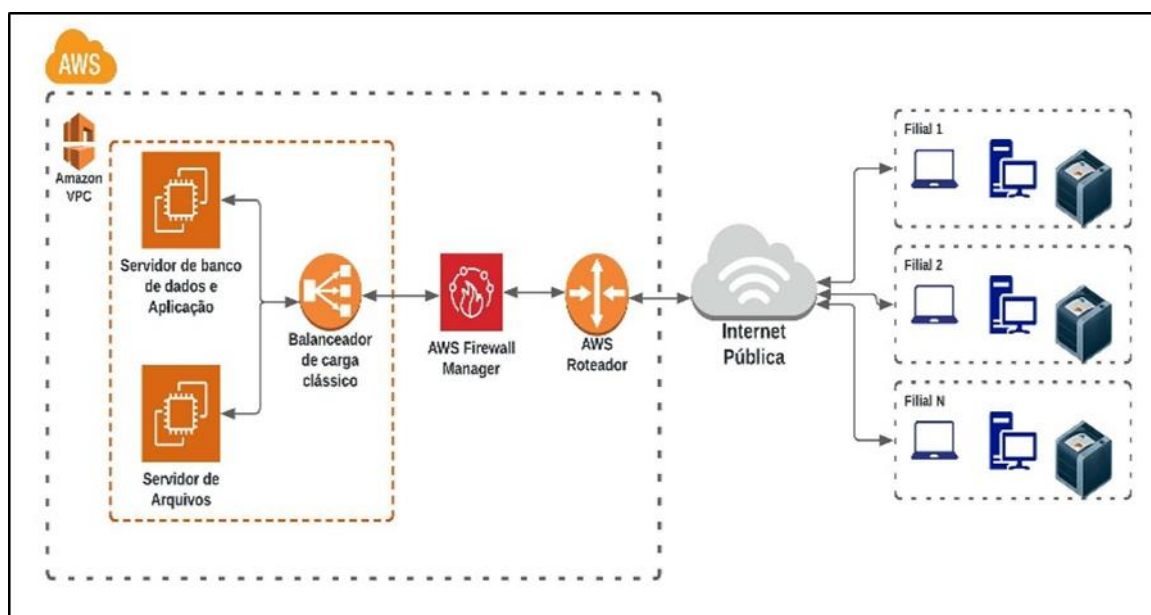 AWS
Amazon
VPC
Servidor de banco
de dados e
Aplicação
Servidor de
Arquivos
Balanceador
de carga
clássico
AWS Firewall
Manager
AWS
Roteador
Internet
Pública
Filial 1
Filial 2
Filial N